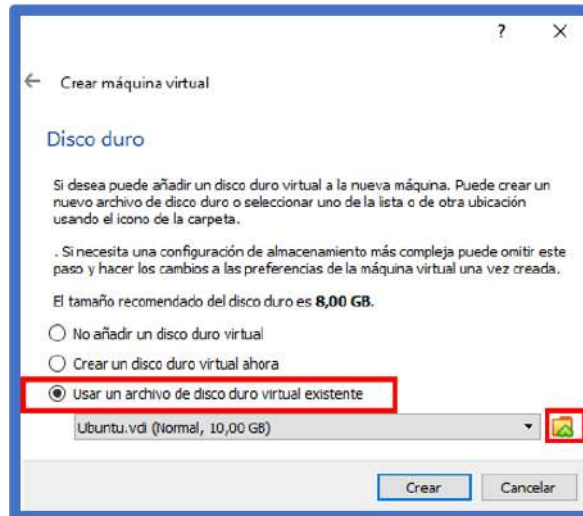 ?
Crear máquina virtual
Disco duro
Si desea puede añadir un disco duro virtual a la nueva máquina. Puede crear un
nuevo archivo de disco duro o seleccionar uno de la lista o de otra ubicación
usando el icono de la carpeta.
. Si necesita una configuración de almacenamiento más compleja puede omitir este
paso y hacer los cambios a las preferencias de la máquina virtual una vez creada.
El tamaño recomendado del disco duro es 8,00 GB.
No añadir un disco duro virtual
Crear un disco duro virtual ahora
Usar un archivo de disco duro virtual existente
Ubuntu.vdi (Normal, 10,00 GB)
Crear Cancelar